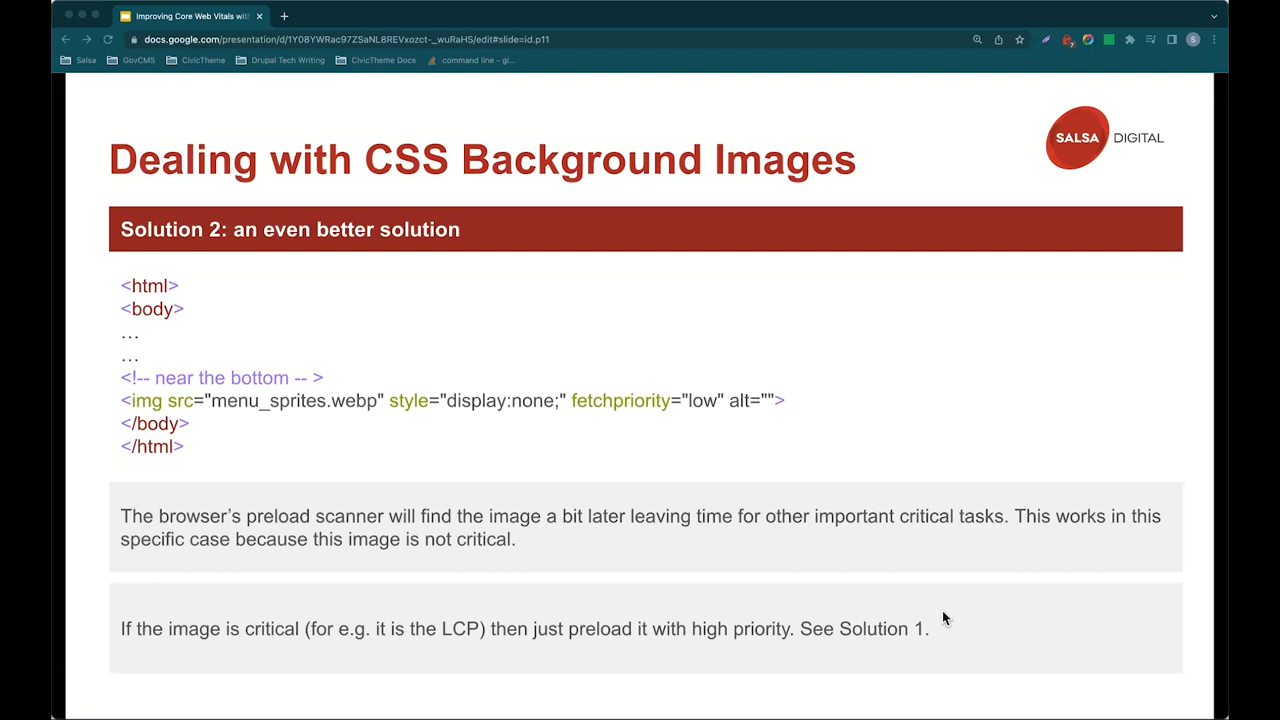 Improving Core Web Vitals with
docs.google.com/presentation/d/1Y08YWRac97ZSaNL8REVxozct-_wuRaHS/edit#slide=id.p11
S
Salsa
GovCMS
CivicTheme
Drupal Tech Writing
CivicTheme Docs
command line - gi...
SALSA DIGITAL
Dealing with CSS Background Images
Solution 2: an even better solution
<html>
<body>
…
…
<!-- near the bottom -- >
<img src="menu_sprites.webp" style="display:none;" fetchpriority="low" alt="">
</body>
</html>
The browser's preload scanner will find the image a bit later leaving time for other important critical tasks. This works in this
specific case because this image is not critical.
If the image is critical (for e.g. it is the LCP) then just preload it with high priority. See Solution 1.